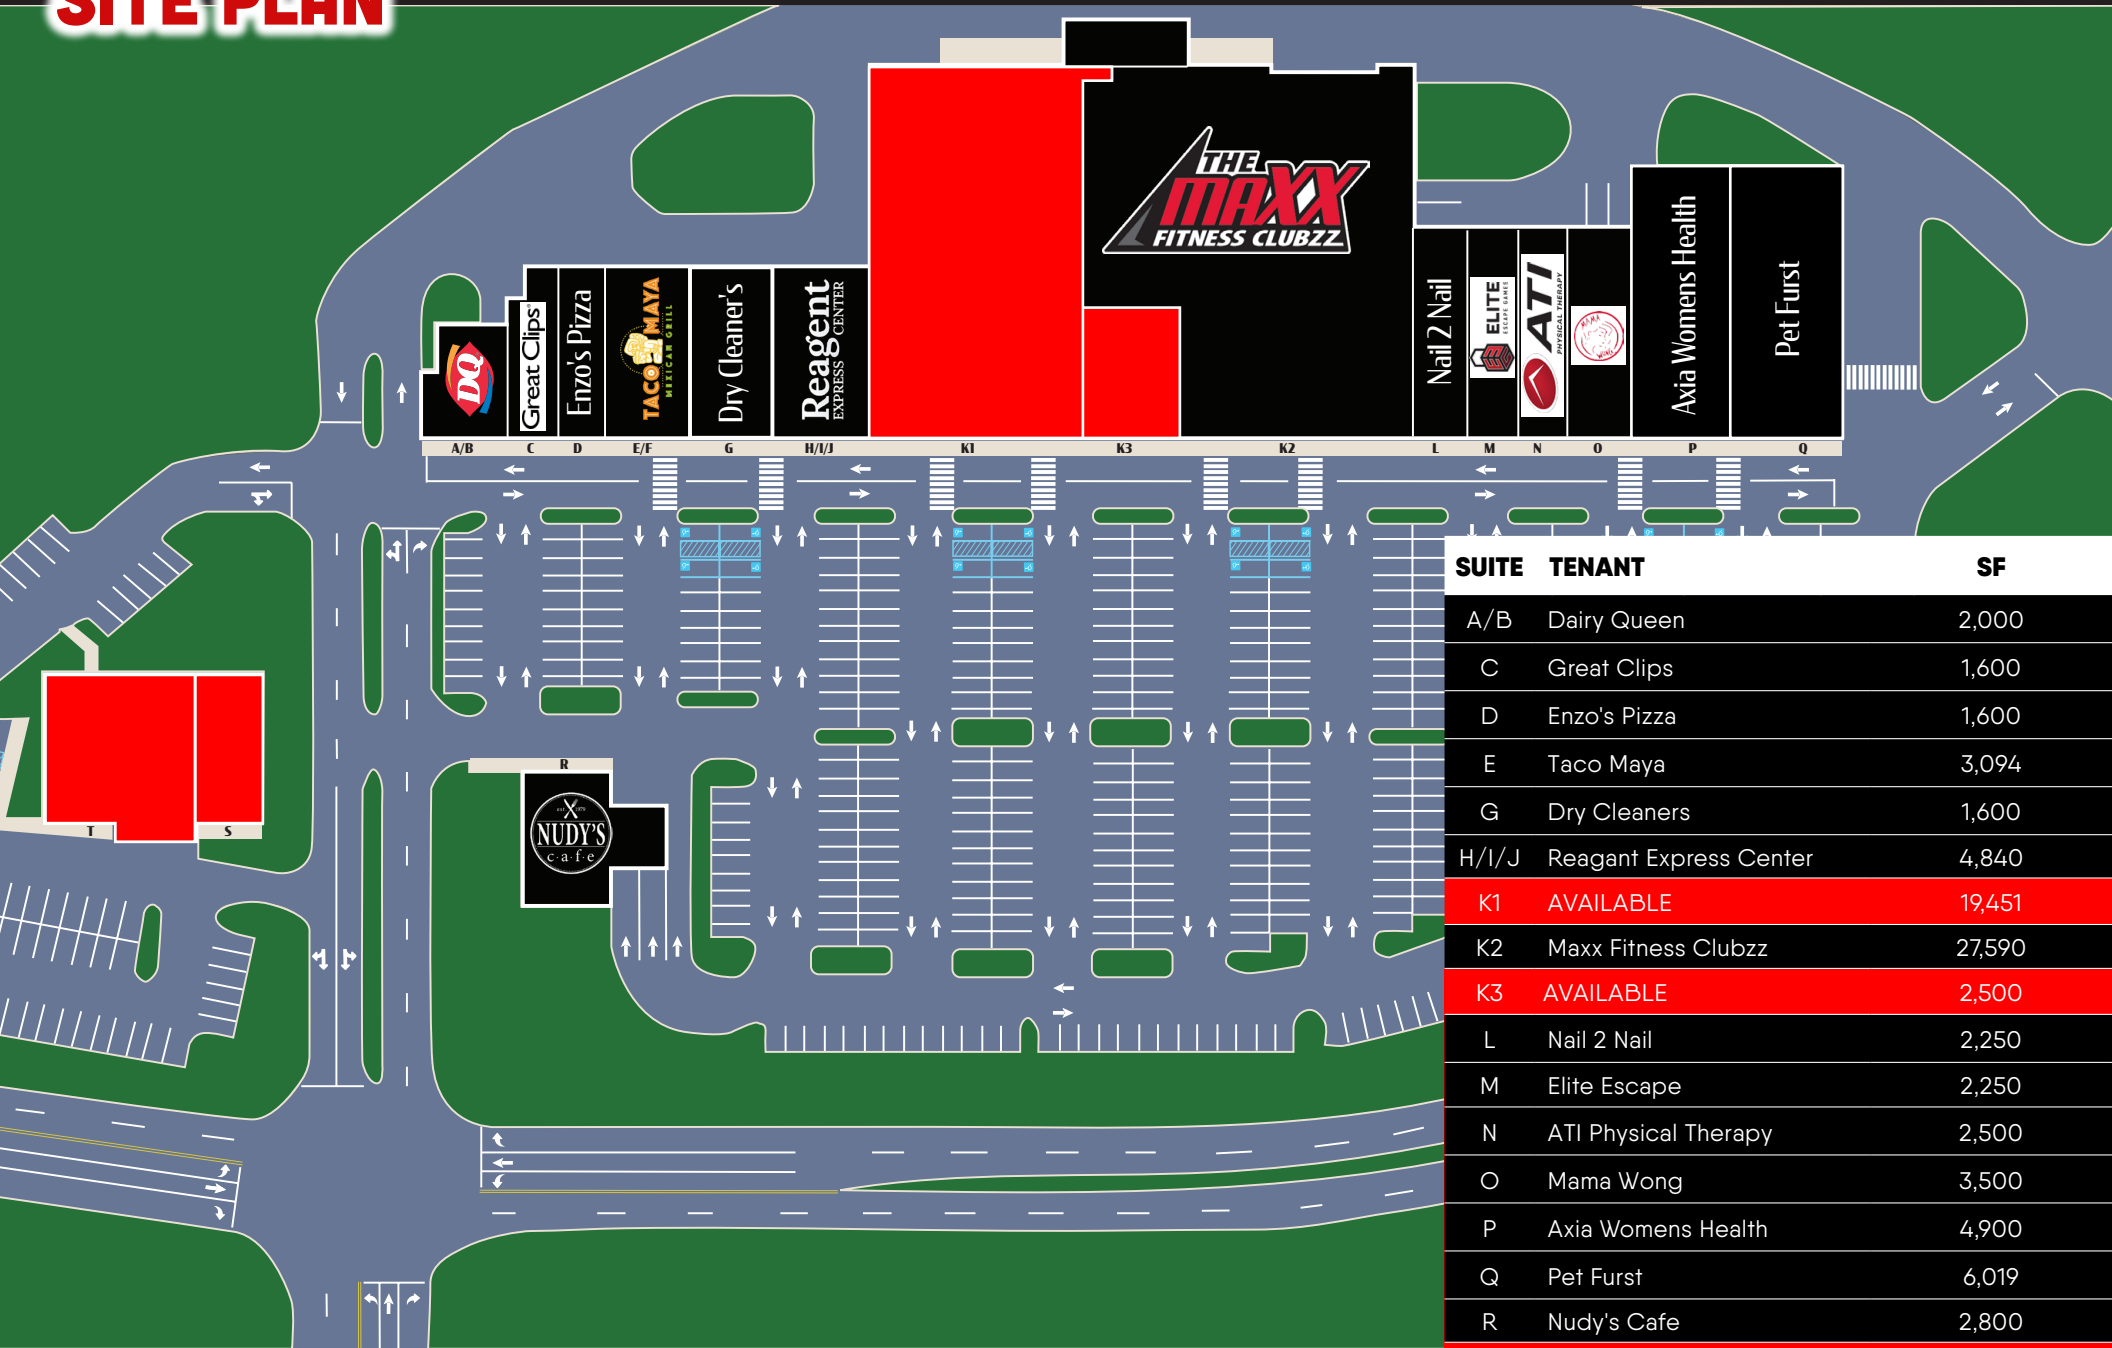 SITE PLAN
THE
MAXX
FITNESS CLUBZZ
DQ
Great Clips
Enzo's Pizza
TACO MAYA
MEXICAN GRILL
Dry Cleaner's
Reagent
EXPRESS CENTER
Nail 2 Nail
ELITE
ESCAPE GAMES
ATI
PHYSICAL THERAPY
MAMA
WONG
Axia Womens Health
Pet Furst
A/B C D E/F G H/I/J K1 K3 K2 L M N O P Q
R
est. 1979
NUDY'S
cafe
T S
SUITE TENANT SF
A/B Dairy Queen 2,000
C Great Clips 1,600
D Enzo's Pizza 1,600
E Taco Maya 3,094
G Dry Cleaners 1,600
H/I/J Reagant Express Center 4,840
K1 AVAILABLE 19,451
K2 Maxx Fitness Clubzz 27,590
K3 AVAILABLE 2,500
L Nail 2 Nail 2,250
M Elite Escape 2,250
N ATI Physical Therapy 2,500
O Mama Wong 3,500
P Axia Womens Health 4,900
Q Pet Furst 6,019
R Nudy's Cafe 2,800